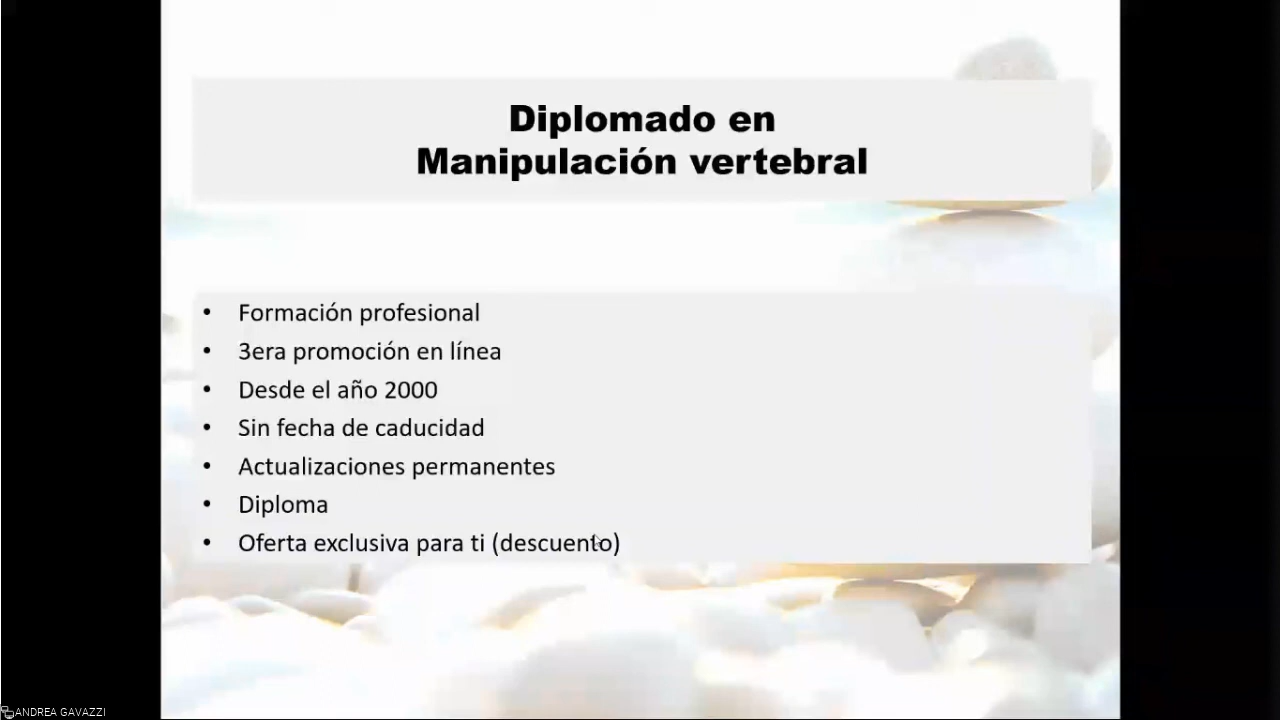 Diplomado en
Manipulación vertebral
• Formación profesional
• 3era promoción en línea
• Desde el año 2000
• Sin fecha de caducidad
• Actualizaciones permanentes
• Diploma
• Oferta exclusiva para ti (descuento)
ANDREA GAVAZZI